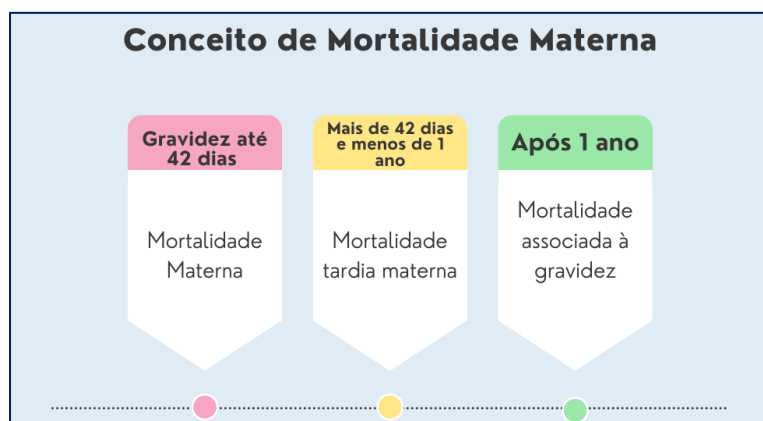 Conceito de Mortalidade Materna
Gravidez até
42 dias
Mortalidade
Materna
Mais de 42 dias
e menos de 1
ano
Mortalidade
tardia materna
Após 1 ano
Mortalidade
associada à
gravidez